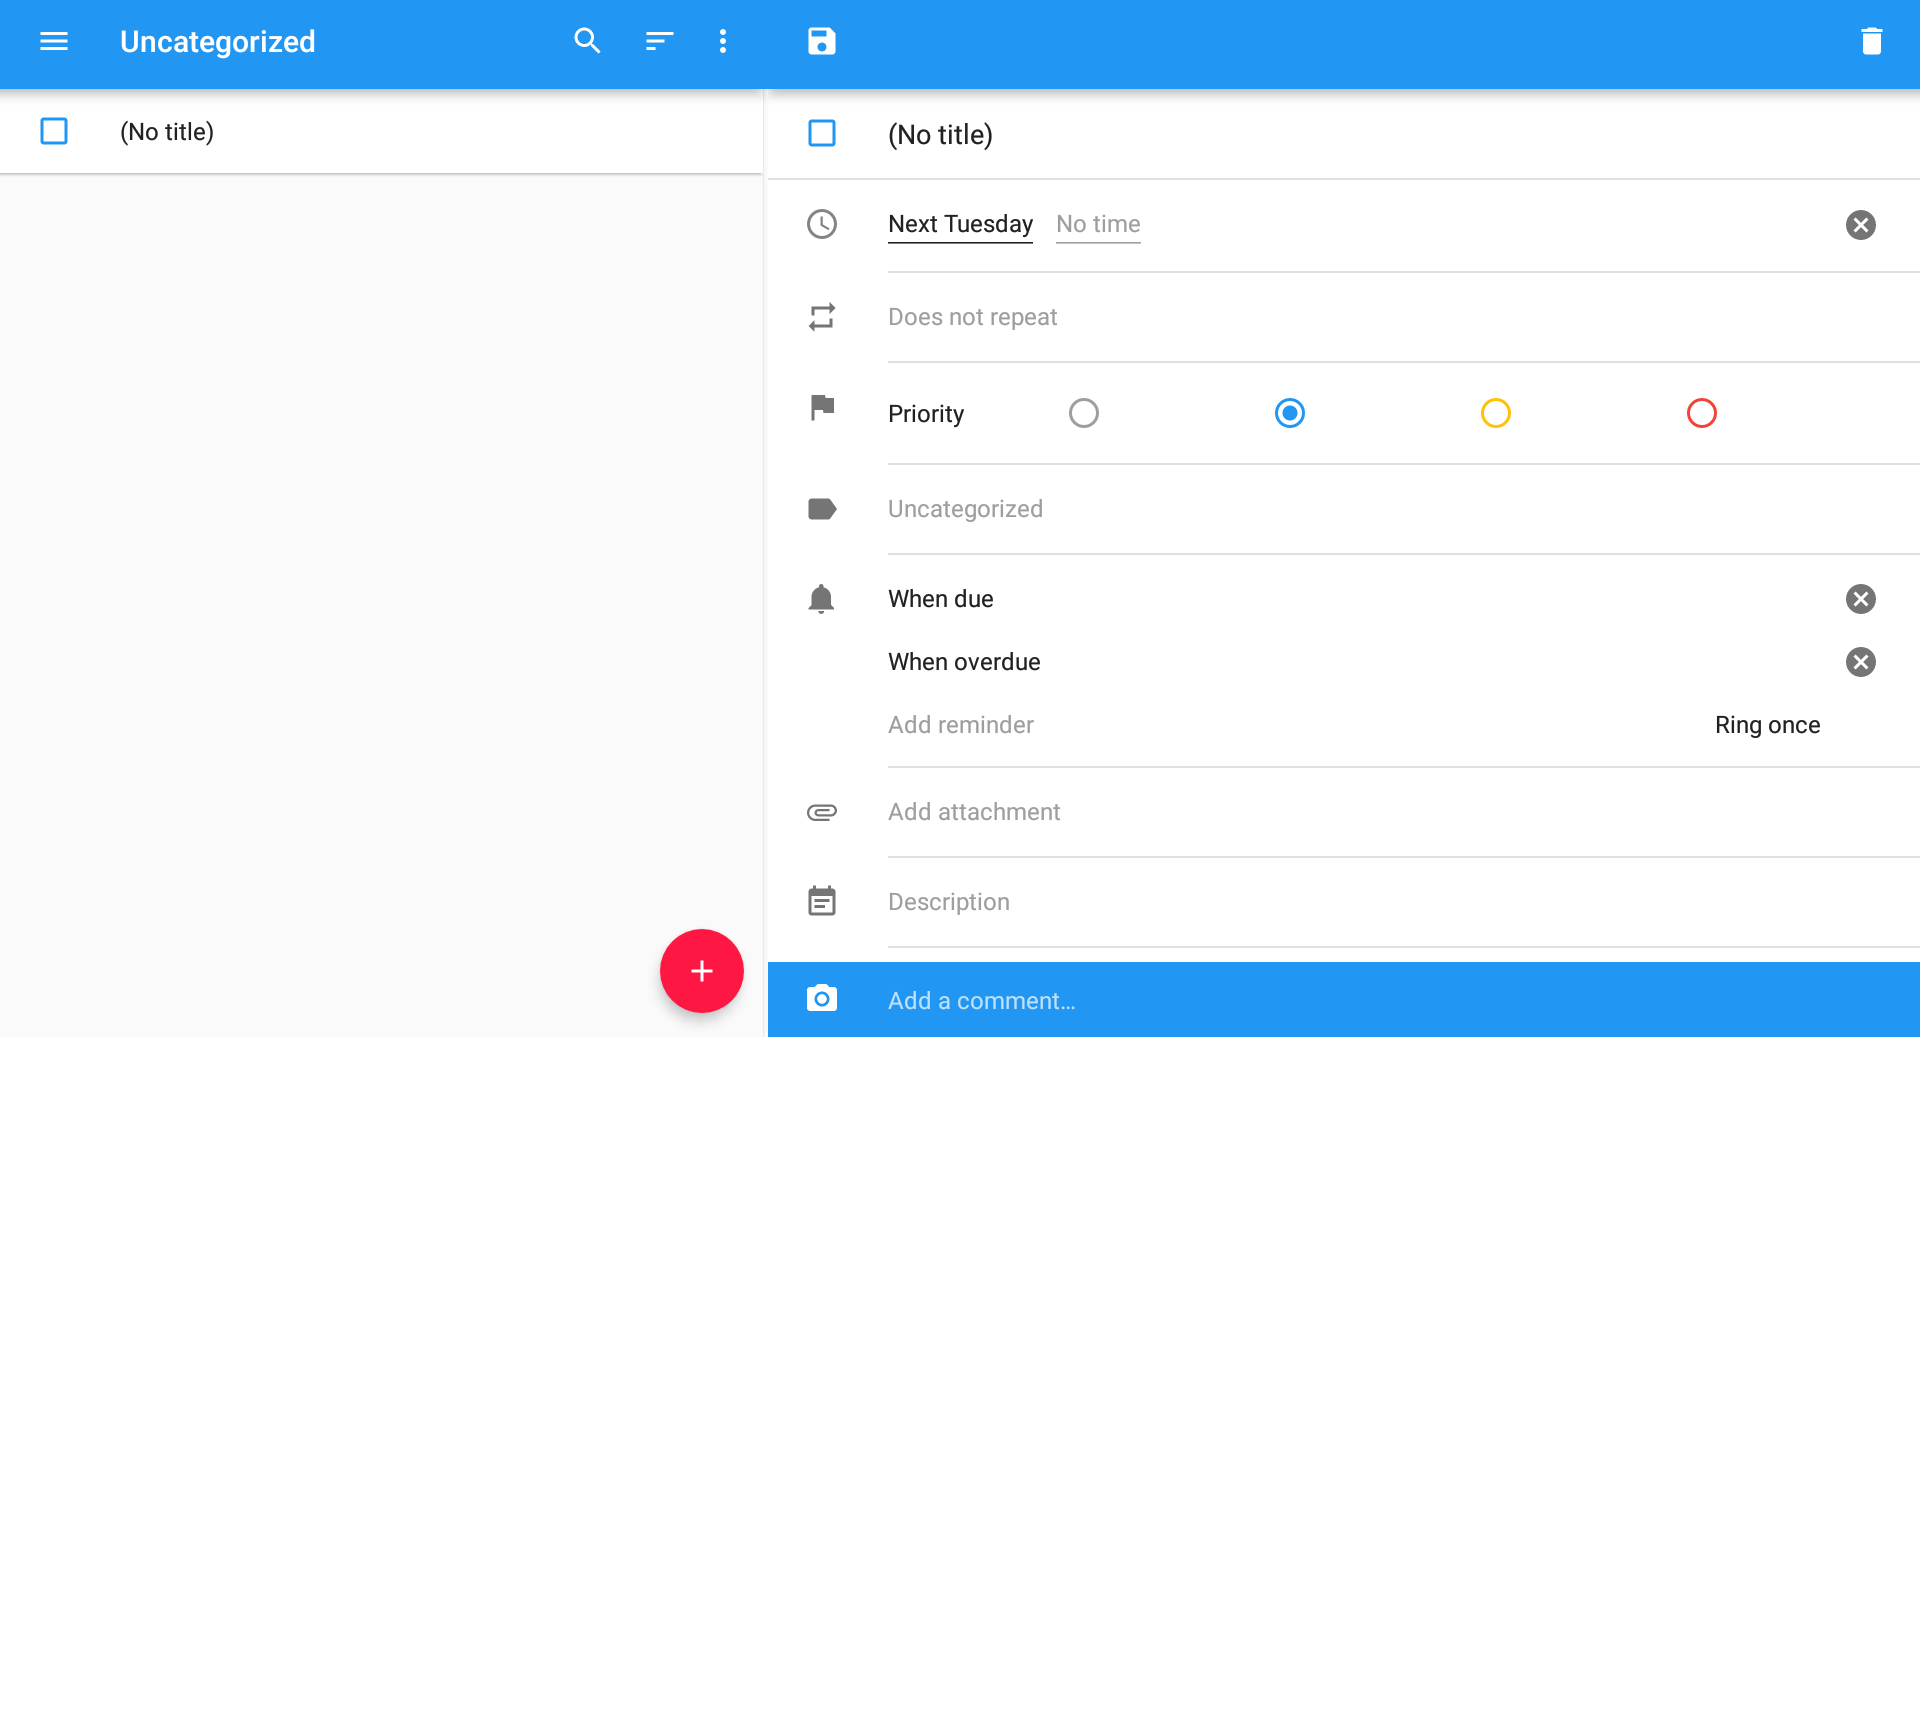 Uncategorized
(No title)
(No title)
Next Tuesday No time
Does not repeat
Priority
Uncategorized
When due
When overdue
Add reminder Ring once
Add attachment
Description
Add a comment...